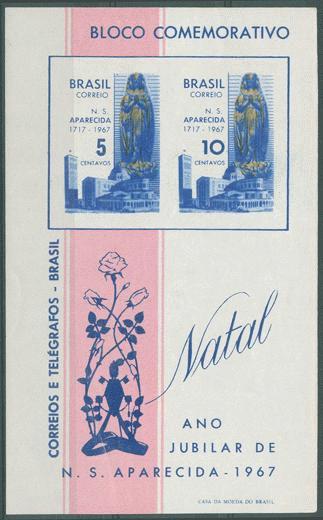 BLOCO COMEMORATIVO
BRASIL
CORREIO
N. S.
APARECIDA
1717 - 1967
5
CENTAVOS
BRASIL
CORREIO
N. S.
APARECIDA
1717 - 1967
10
CENTAVOS
CORREIOS E TELÉGRAFOS - BRASIL
Natal
ANO
JUBILAR DE
N. S. APARECIDA - 1967
CASA DA MOEDA DO BRASIL